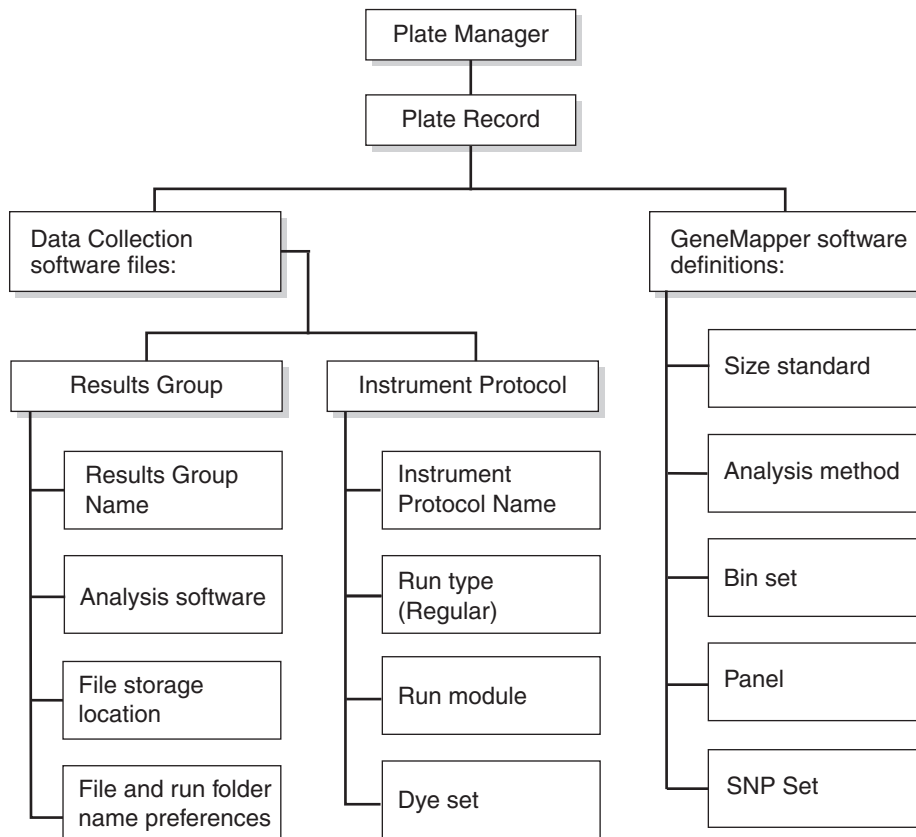 Plate Manager
Plate Record
Data Collection
software files:
GeneMapper software
definitions:
Results Group
Instrument Protocol
Results Group
Name
Analysis software
File storage
location
File and run folder
name preferences
Instrument
Protocol Name
Run type
(Regular)
Run module
Dye set
Size standard
Analysis method
Bin set
Panel
SNP Set